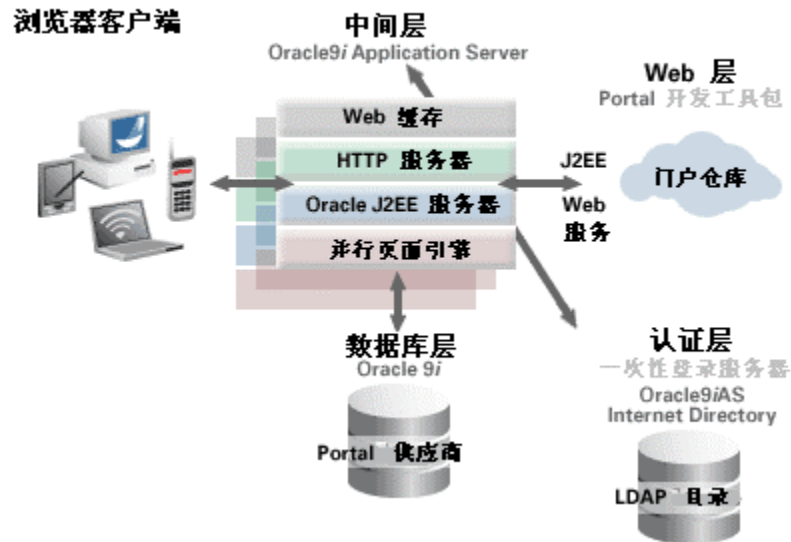 浏览器客户端
中间层
Oracle9i Application Server
Web 层
Portal 开发工具包
Web 缓存
HTTP 服务器
Oracle J2EE 服务器
并行页面引擎
J2EE
Web
服务
门户仓库
数据库层
Oracle 9i
Portal 供应商
认证层
一次性登录服务器
Oracle9iAS
Internet Directory
LDAP 目录